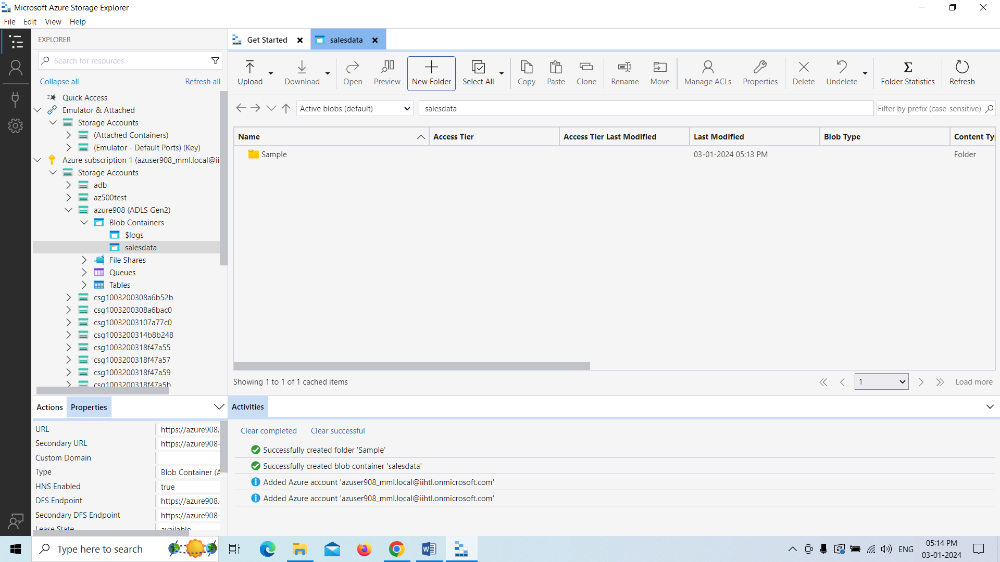 Microsoft Azure Storage Explorer
File Edit View Help
EXPLORER
Search for resources
Collapse all Refresh all
Quick Access
Emulator & Attached
Storage Accounts
(Attached Containers)
(Emulator - Default Ports) (Key)
Azure subscription 1 (azuser908_mml.local@ii
Storage Accounts
adb
az500test
azure908 (ADLS Gen2)
Blob Containers
$logs
salesdata
File Shares
Queues
Tables
csg1003200308a6b52b
csg1003200308a6bac0
csg10032003107a77c0
csg1003200314b8b248
csg1003200318f47a55
csg1003200318f47a57
csg1003200318f47a59
csg1003200318f47a5b
Actions Properties
URL https://azure908.
Secondary URL https://azure908-
Custom Domain
Type Blob Container (A
HNS Enabled true
DFS Endpoint https://azure908.
Secondary DFS Endpoint https://azure908-
Lease State available
Get Started salesdata
Upload Download Open Preview New Folder Select All Copy Paste Clone Rename Move Manage ACLs Properties Delete Undelete Folder Statistics Refresh
Active blobs (default) salesdata Filter by prefix (case-sensitive)
Name Access Tier Access Tier Last Modified Last Modified Blob Type Content Ty
Sample 03-01-2024 05:13 PM Folder
Showing 1 to 1 of 1 cached items 1 Load more
Activities
Clear completed Clear successful
Successfully created folder 'Sample'
Successfully created blob container 'salesdata'
Added Azure account 'azuser908_mml.local@iihtl.onmicrosoft.com'
Added Azure account 'azuser908_mml.local@iihtl.onmicrosoft.com'
Type here to search ENG 05:14 PM
03-01-2024